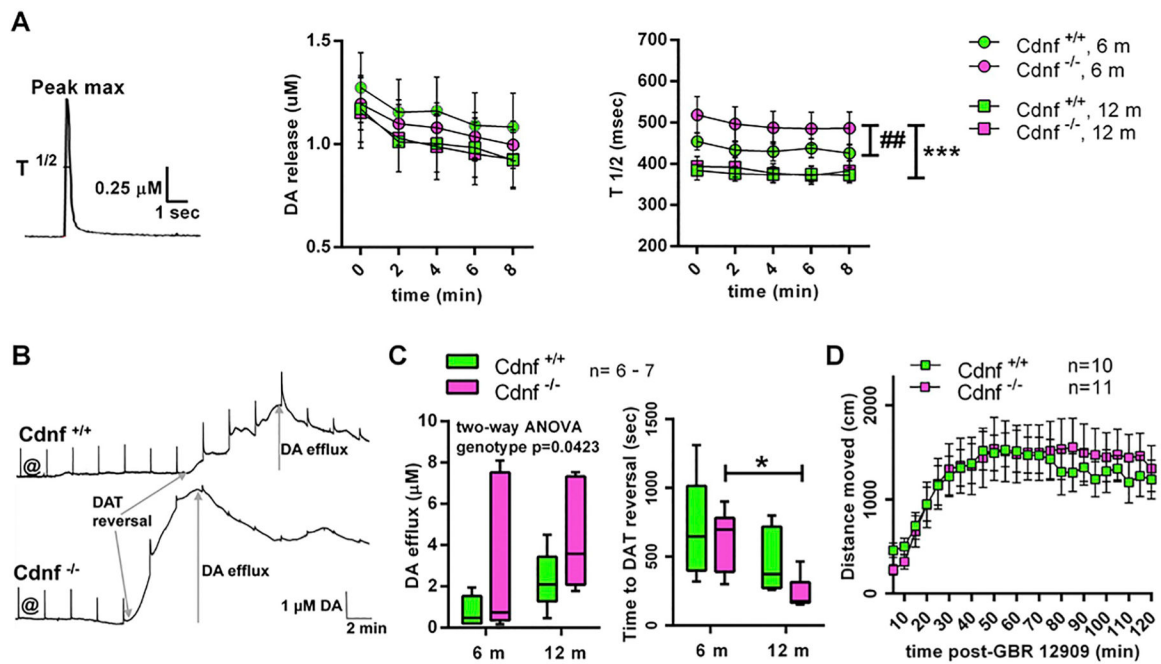 A
Peak max
T 1/2
0.25 µM
1 sec
DA release (uM)
1.5
1.0
0.5
0 2 4 6 8
time (min)
T 1/2 (msec)
700
600
500
400
300
200
0 2 4 6 8
time (min)
##
***
Cdnf +/+, 6 m
Cdnf -/-, 6 m
Cdnf +/+, 12 m
Cdnf -/-, 12 m
B
Cdnf +/+
@
DA efflux
DAT
reversal
Cdnf -/-
@
DA efflux
1 µM DA
2 min
C
Cdnf +/+
Cdnf -/-
n= 6 - 7
two-way ANOVA
genotype p=0.0423
DA efflux (µM)
10
8
6
4
2
0
6 m 12 m
Time to DAT reversal (sec)
1500
1000
500
0
*
6 m 12 m
D
Cdnf +/+ n=10
Cdnf -/- n=11
Distance moved (cm)
2000
1000
0
10 20 30 40 50 60 70 80 90 100 110 120
time post-GBR 12909 (min)